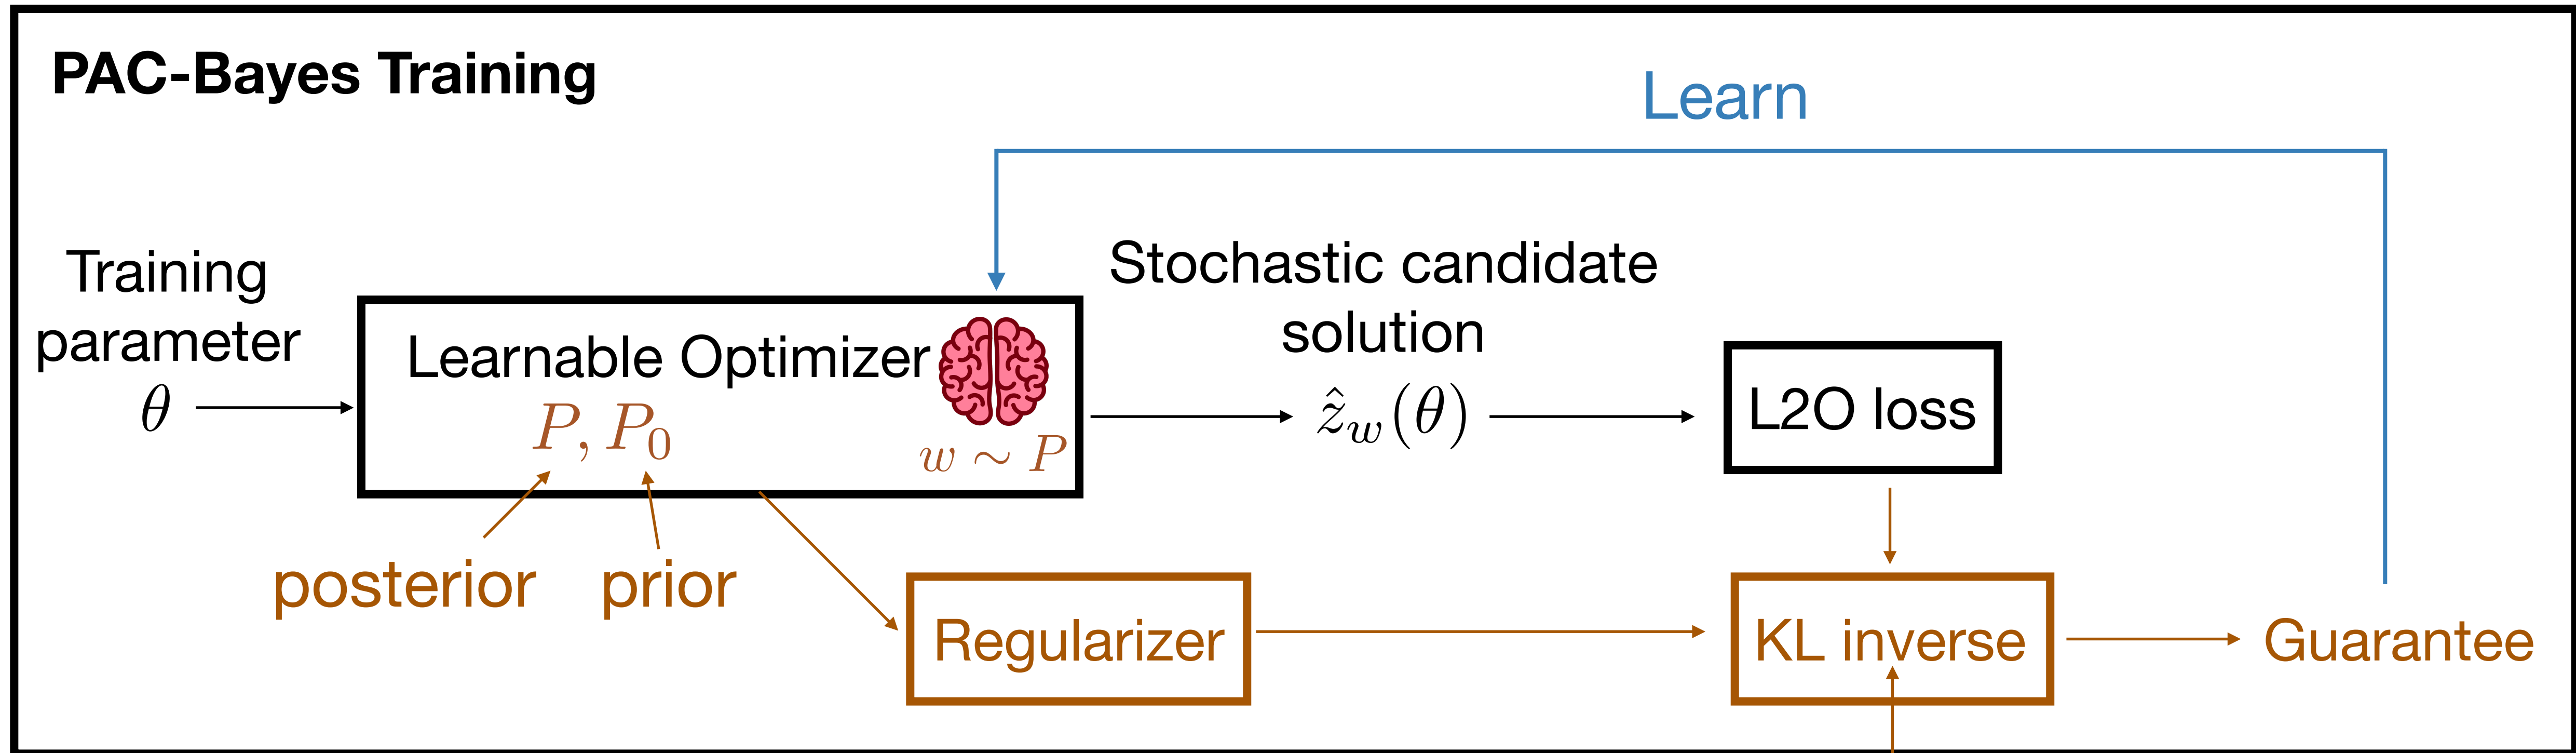 PAC-Bayes Training
Learn
Training
parameter
θ
Learnable Optimizer
P, P₀
w ∼ P
Stochastic candidate
solution
ẑ_w(θ)
L2O loss
posterior
prior
Regularizer
KL inverse
Guarantee